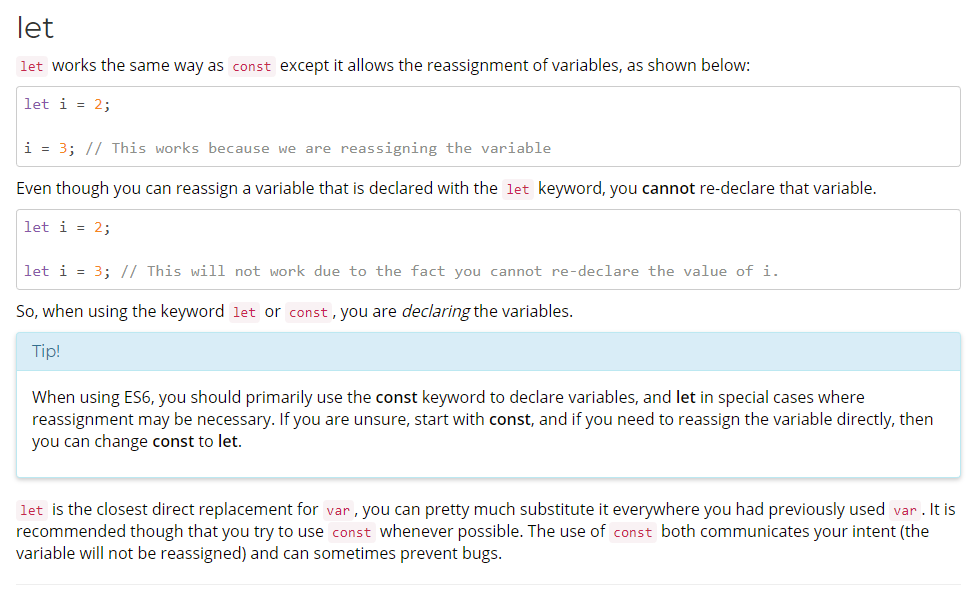 let
let works the same way as const except it allows the reassignment of variables, as shown below:
let i = 2;
i = 3; // This works because we are reassigning the variable
Even though you can reassign a variable that is declared with the let keyword, you cannot re-declare that variable.
let i = 2;
let i = 3; // This will not work due to the fact you cannot re-declare the value of i.
So, when using the keyword let or const, you are declaring the variables.
Tip!
When using ES6, you should primarily use the const keyword to declare variables, and let in special cases where
reassignment may be necessary. If you are unsure, start with const, and if you need to reassign the variable directly, then
you can change const to let.
let is the closest direct replacement for var, you can pretty much substitute it everywhere you had previously used var. It is
recommended though that you try to use const whenever possible. The use of const both communicates your intent (the
variable will not be reassigned) and can sometimes prevent bugs.